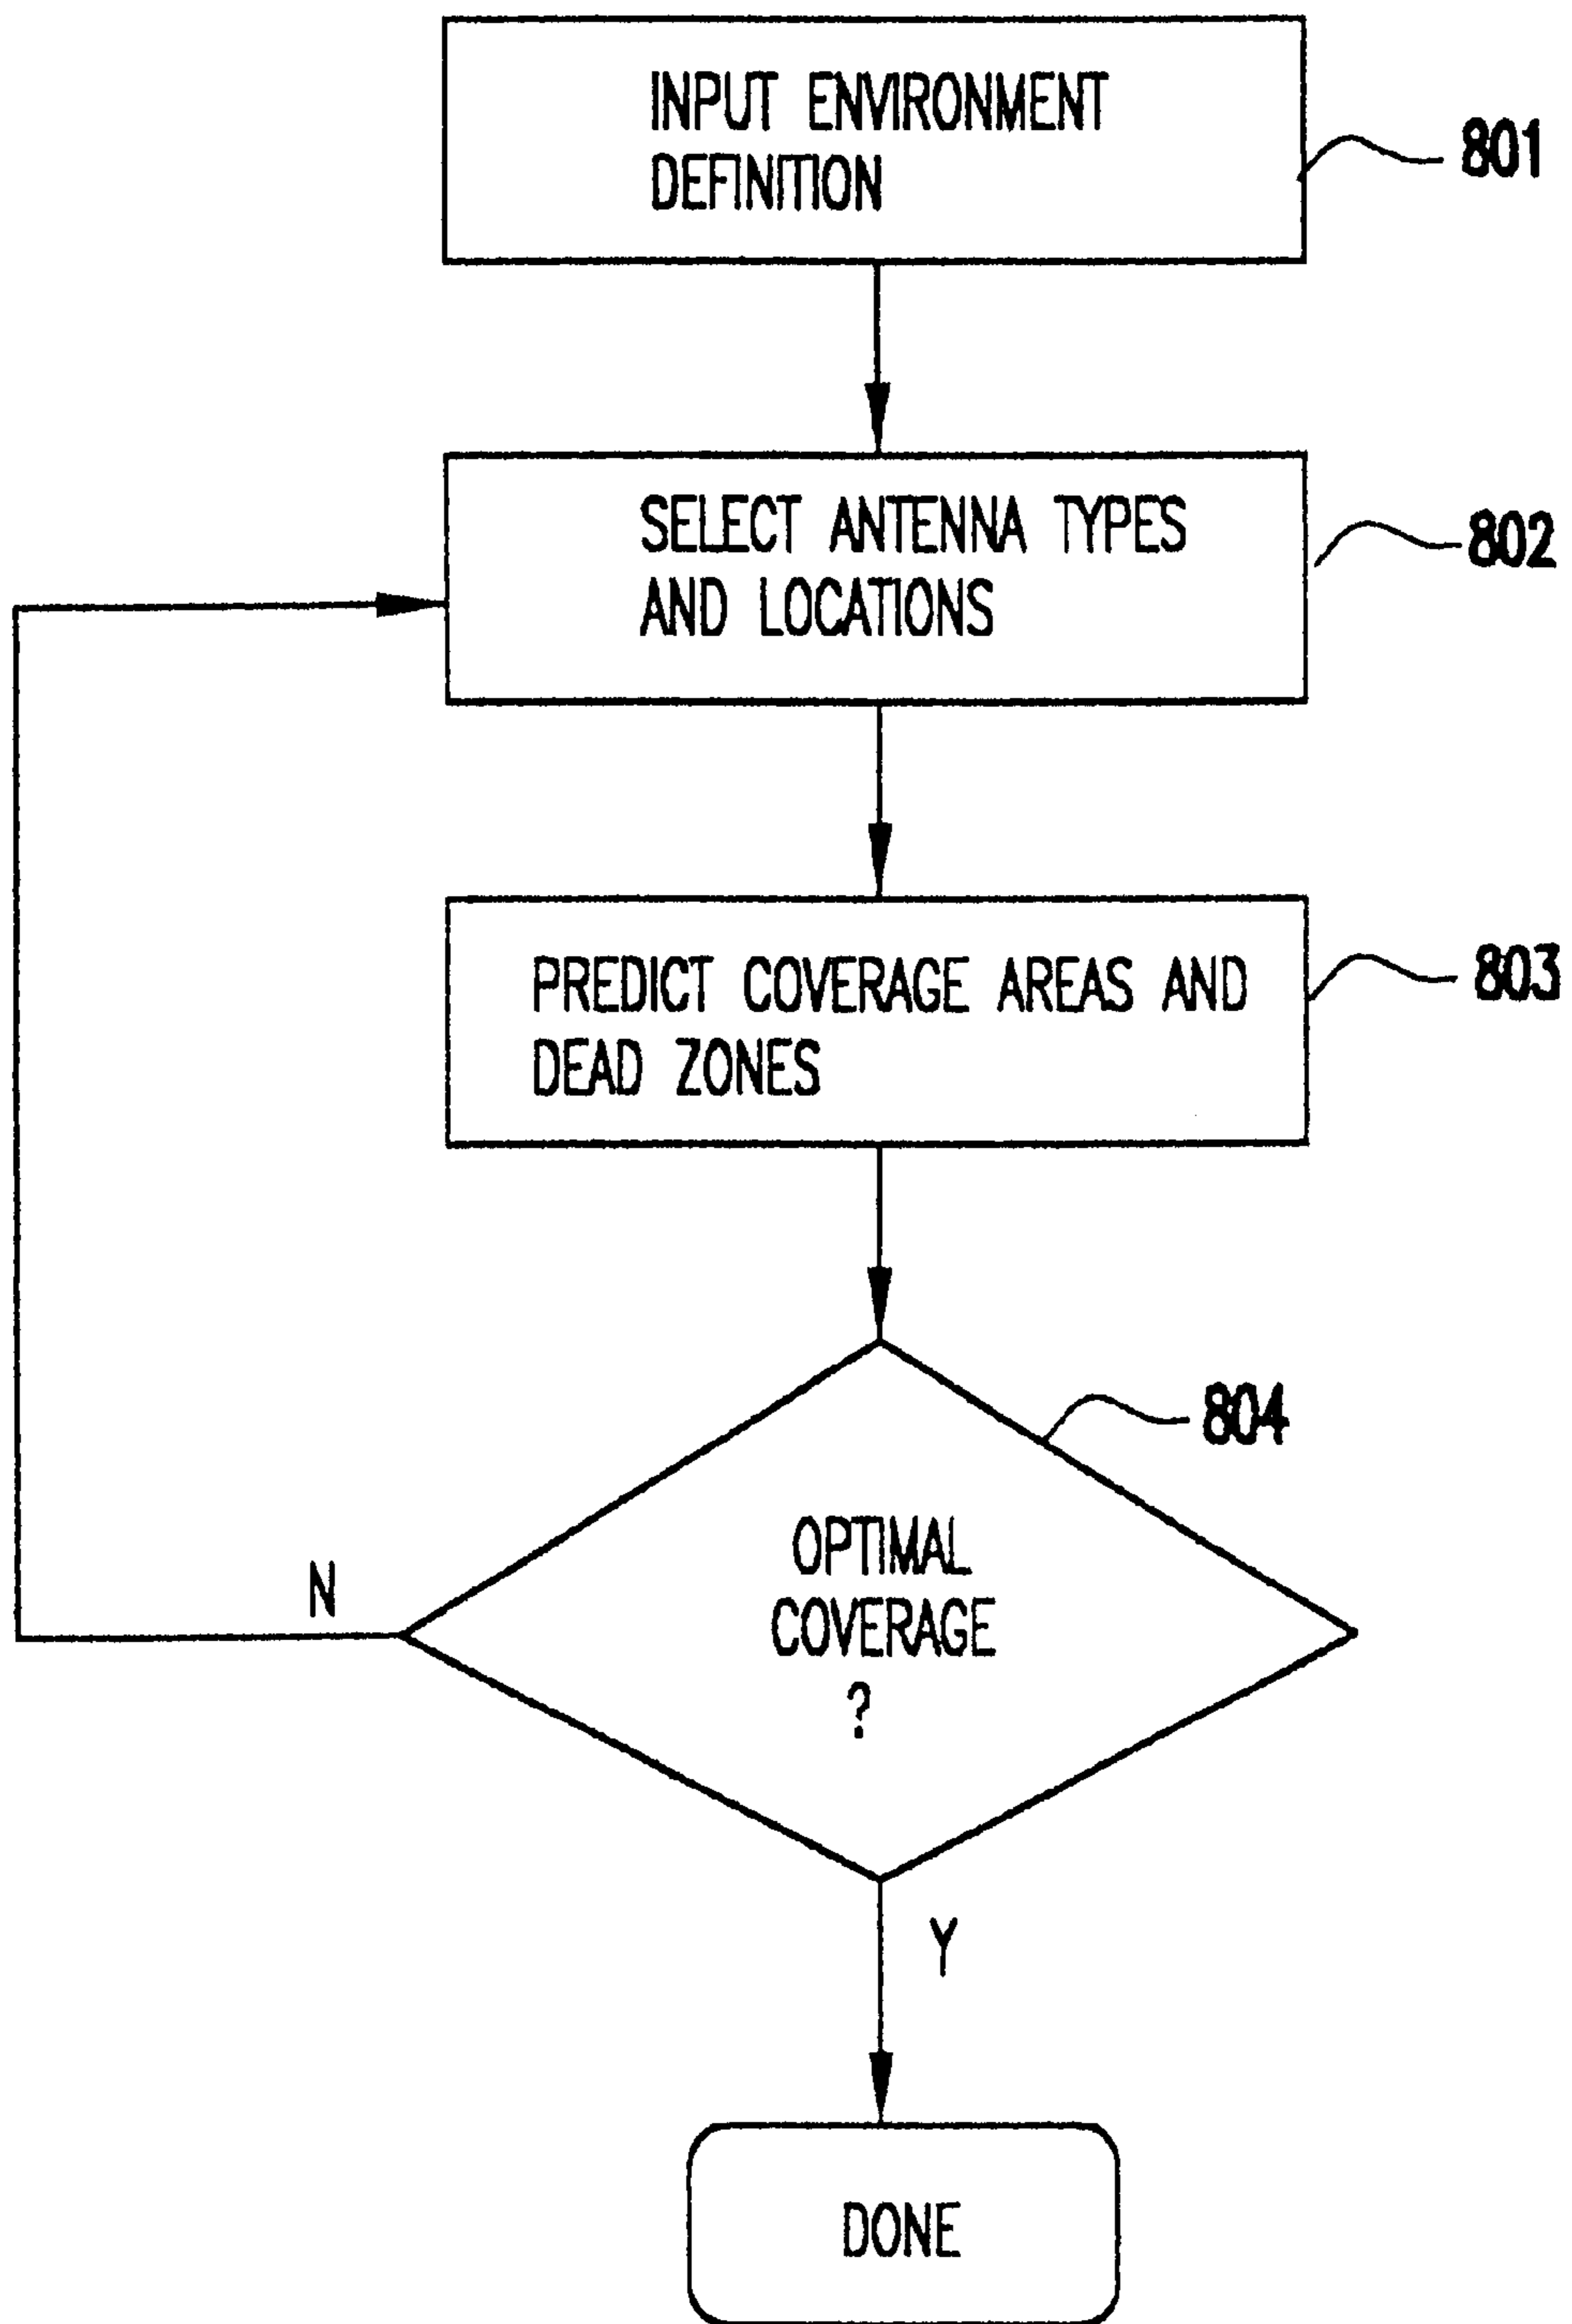 INPUT ENVIRONMENT
DEFINITION
801
SELECT ANTENNA TYPES
AND LOCATIONS
802
PREDICT COVERAGE AREAS AND
DEAD ZONES
803
804
OPTIMAL
COVERAGE
?
N
Y
DONE